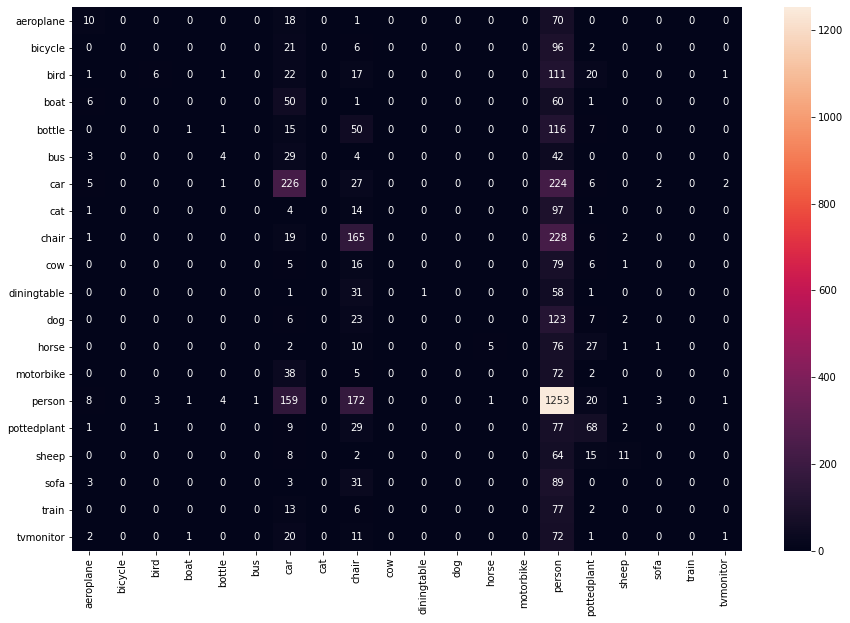 aeroplane 10 0 0 0 0 0 18 0 1 0 0 0 0 0 70 0 0 0 0 0
bicycle 0 0 0 0 0 0 21 0 6 0 0 0 0 0 96 2 0 0 0 0
bird 1 0 6 0 1 0 22 0 17 0 0 0 0 0 111 20 0 0 0 1
boat 6 0 0 0 0 0 50 0 1 0 0 0 0 0 60 1 0 0 0 0
bottle 0 0 0 1 1 0 15 0 50 0 0 0 0 0 116 7 0 0 0 0
bus 3 0 0 0 4 0 29 0 4 0 0 0 0 0 42 0 0 0 0 0
car 5 0 0 0 1 0 226 0 27 0 0 0 0 0 224 6 0 2 0 2
cat 1 0 0 0 0 0 4 0 14 0 0 0 0 0 97 1 0 0 0 0
chair 1 0 0 0 0 0 19 0 165 0 0 0 0 0 228 6 2 0 0 0
cow 0 0 0 0 0 0 5 0 16 0 0 0 0 0 79 6 1 0 0 0
diningtable 0 0 0 0 0 0 1 0 31 0 1 0 0 0 58 1 0 0 0 0
dog 0 0 0 0 0 0 6 0 23 0 0 0 0 0 123 7 2 0 0 0
horse 0 0 0 0 0 0 2 0 10 0 0 0 5 0 76 27 1 1 0 0
motorbike 0 0 0 0 0 0 38 0 5 0 0 0 0 0 72 2 0 0 0 0
person 8 0 3 1 4 1 159 0 172 0 0 0 1 0 1253 20 1 3 0 1
pottedplant 1 0 1 0 0 0 9 0 29 0 0 0 0 0 77 68 2 0 0 0
sheep 0 0 0 0 0 0 8 0 2 0 0 0 0 0 64 15 11 0 0 0
sofa 3 0 0 0 0 0 3 0 31 0 0 0 0 0 89 0 0 0 0 0
train 0 0 0 0 0 0 13 0 6 0 0 0 0 0 77 2 0 0 0 0
tvmonitor 2 0 0 1 0 0 20 0 11 0 0 0 0 0 72 1 0 0 0 1
aeroplane bicycle bird boat bottle bus car cat chair cow diningtable dog horse motorbike person pottedplant sheep sofa train tvmonitor
1200
1000
800
600
400
200
0